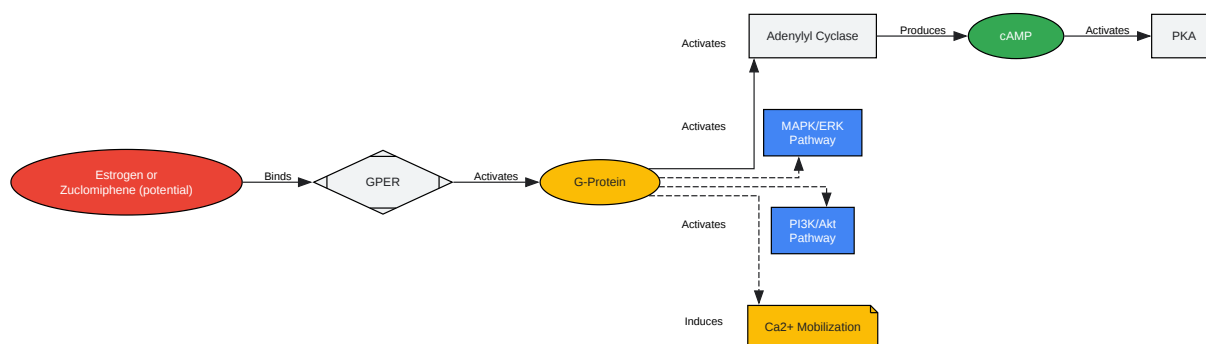 Estrogen or
Zuclomiphene (potential)
Binds
GPER
Activates
G-Protein
Activates
Adenylyl Cyclase
Produces
cAMP
Activates
PKA
Activates
MAPK/ERK
Pathway
Activates
PI3K/Akt
Pathway
Induces
Ca2+ Mobilization